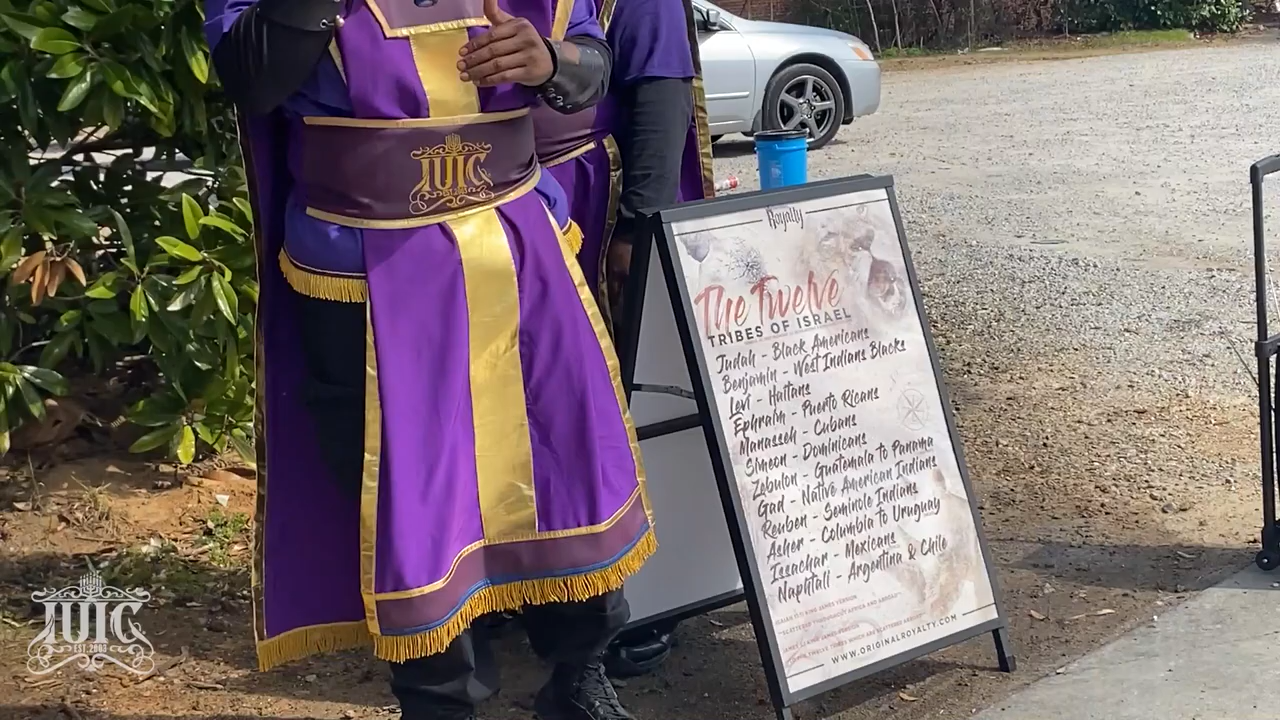 IUIC
Royalty
The Twelve
TRIBES OF ISRAEL
Judah - Black Americans
Benjamin - West Indians Blacks
Levi - Haitans
Ephraim - Puerto Ricans
Manasseh - Cubans
Simeon - Dominicans
Zebulon - Guatemala to Panama
Gad - Native American Indians
Reuben - Seminole Indians
Asher - Columbia to Uruguay
Issachar - Mexicans
Naphtali - Argentina & Chile
WWW.ORIGINALROYALTY.COM
IUIC
EST. 2003